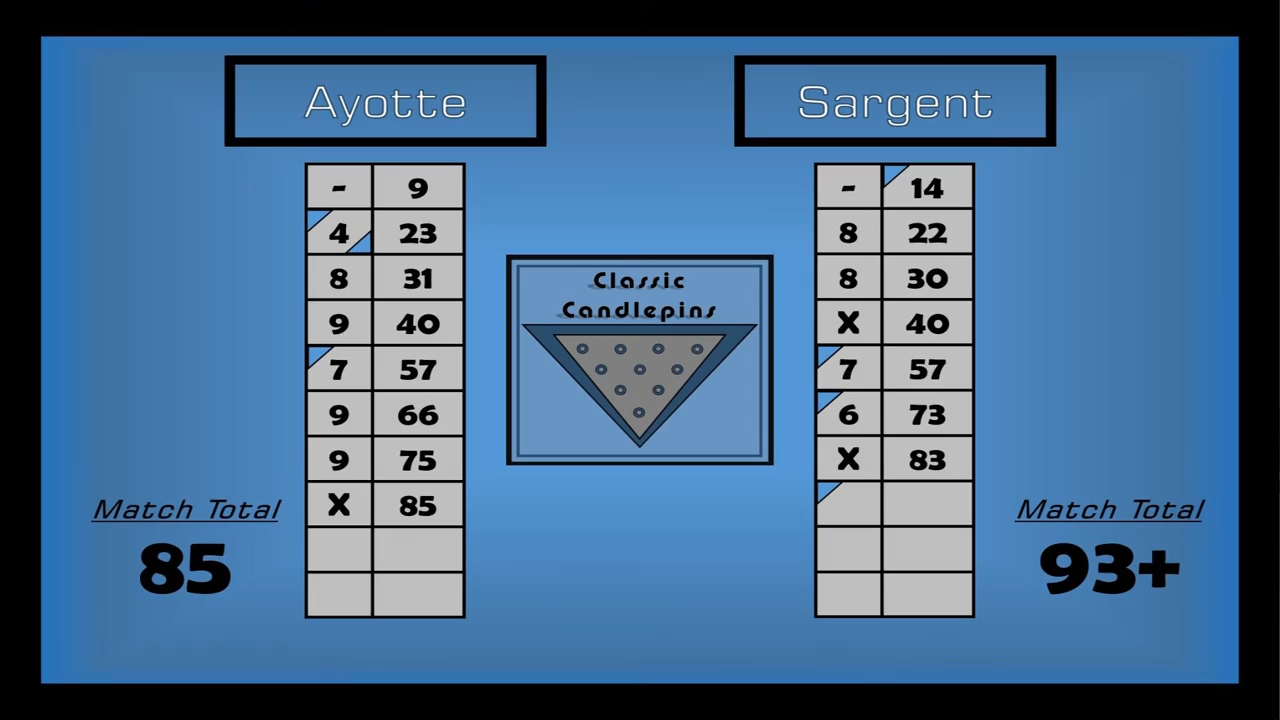 Ayotte
Sargent
- 9
4 23
8 31
9 40
7 57
9 66
9 75
X 85
- 14
8 22
8 30
X 40
7 57
6 73
X 83
Classic
Candlepins
Match Total
85
Match Total
93+